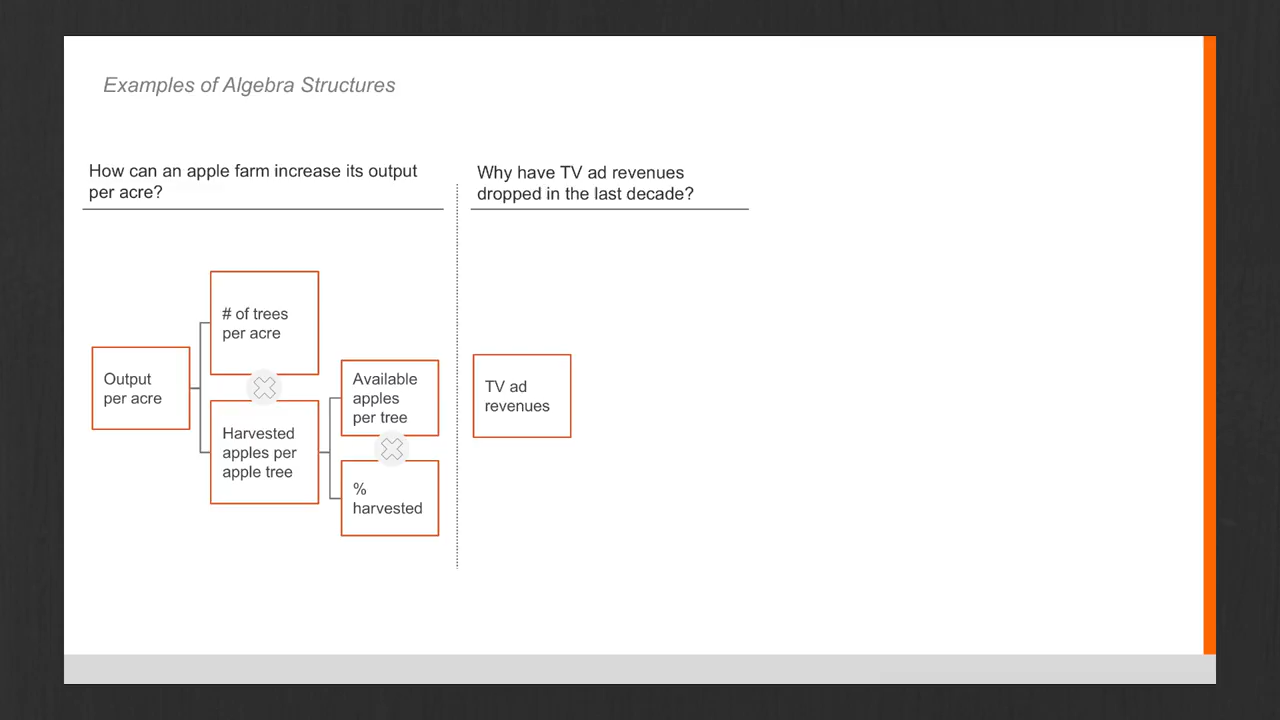 Examples of Algebra Structures
How can an apple farm increase its output
per acre?
Output
per acre
# of trees
per acre
Harvested
apples per
apple tree
Available
apples
per tree
%
harvested
Why have TV ad revenues
dropped in the last decade?
TV ad
revenues